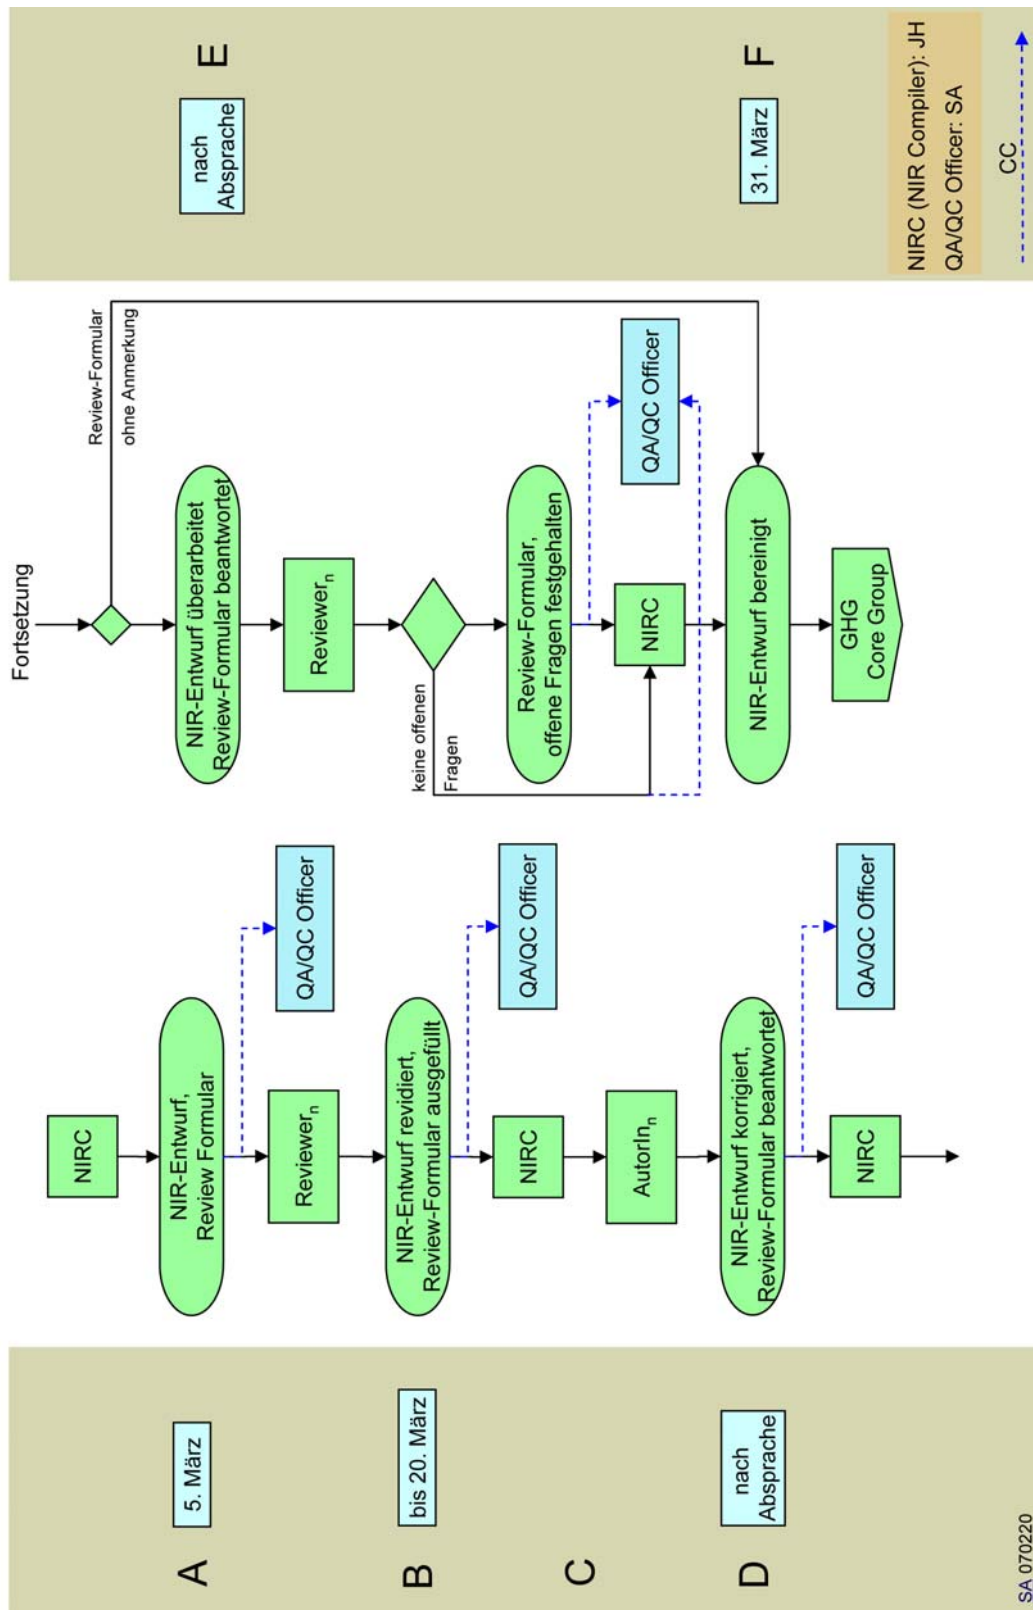 A
5. März
B
bis 20. März
C
D
nach
Absprache
SA 070220
NIRC
NIR-Entwurf,
Review Formular
QA/QC Officer
Reviewern
NIR-Entwurf revidiert,
Review-Formular ausgefüllt
QA/QC Officer
NIRC
AutorInn
NIR-Entwurf korrigiert,
Review-Formular beantwortet
QA/QC Officer
NIRC
Fortsetzung
Review-Formular
ohne Anmerkung
NIR-Entwurf überarbeitet
Review-Formular beantwortet
Reviewern
keine offenen
Fragen
Review-Formular,
offene Fragen festgehalten
QA/QC Officer
NIRC
NIR-Entwurf bereinigt
GHG
Core Group
nach
Absprache
E
31. März
F
NIRC (NIR Compiler): JH
QA/QC Officer: SA
CC